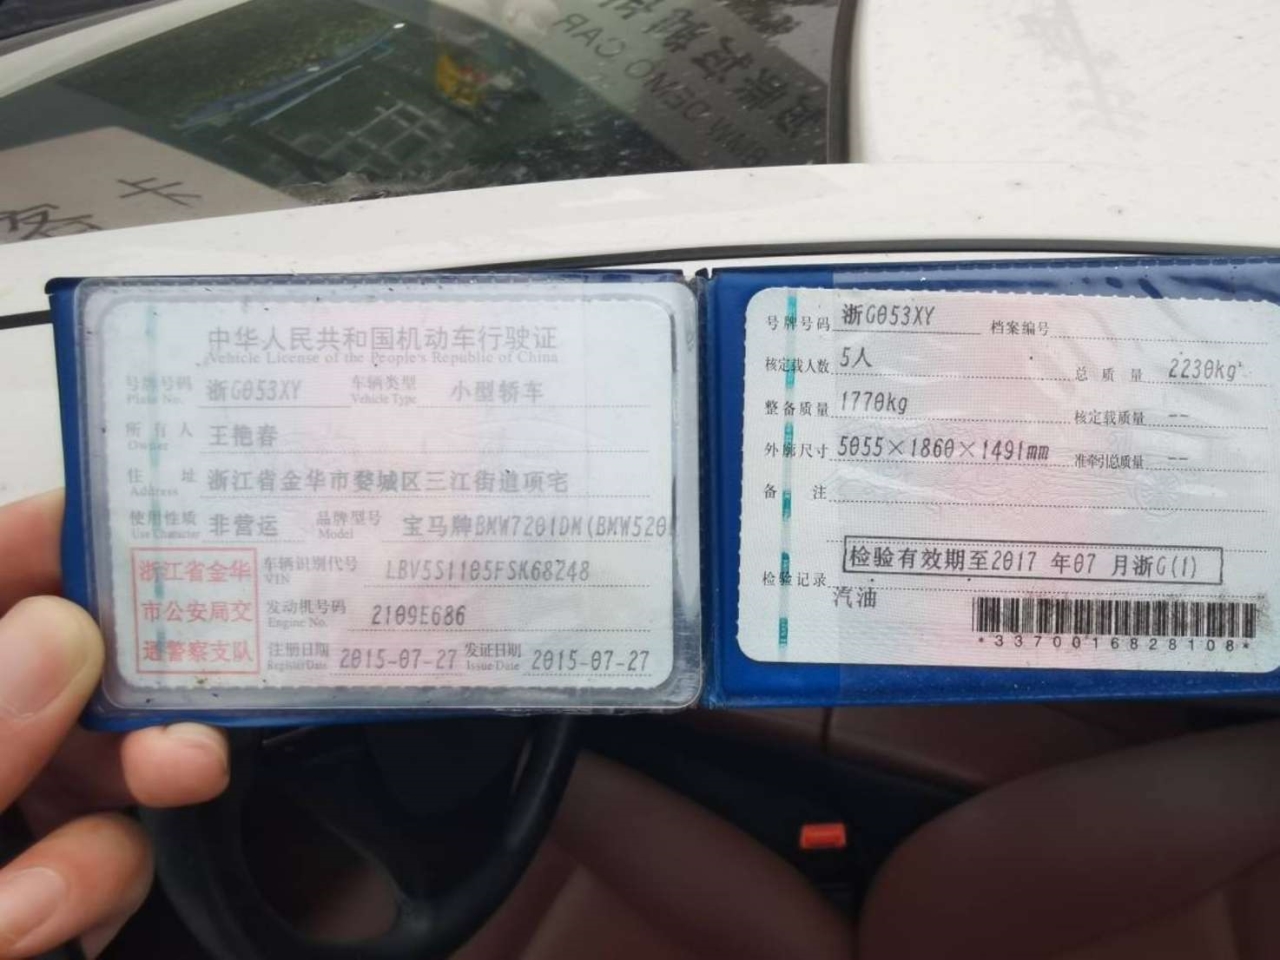 客 卡
DEMO CAR
中华人民共和国机动车行驶证
Vehicle License of the People's Republic of China
号牌号码 浙G053XY 车辆类型 小型轿车
Plate No. Vehicle Type
所有人 王艳春
Owner
住址 浙江省金华市婺城区三江街道项宅
Address
使用性质 非营运 品牌型号 宝马牌BMW7201DM(BMW520
Use Character Model
浙江省金华
市公安局交
通警察支队
车辆识别代号 LBV5S1105FSK68248
VIN
发动机号码 2109E686
Engine No.
注册日期 2015-07-27 发证日期 2015-07-27
Register Date Issue Date
号牌号码 浙G053XY 档案编号
核定载人数 5人 总质量 2230kg
整备质量 1770kg 核定载质量 --
外廓尺寸 5055×1860×1491mm 准牵引总质量 --
备注
检验有效期至2017 年07 月浙G(1)
检验记录
汽油
*3370016828108*